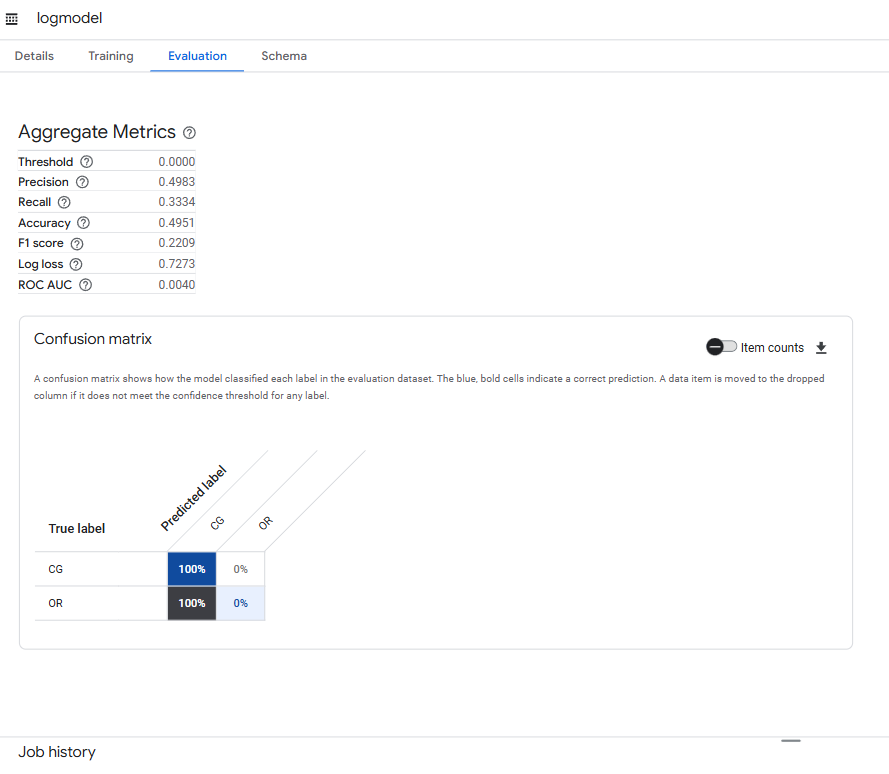 logmodel
Details Training Evaluation Schema
Aggregate Metrics
Threshold 0.0000
Precision 0.4983
Recall 0.3334
Accuracy 0.4951
F1 score 0.2209
Log loss 0.7273
ROC AUC 0.0040
Confusion matrix
Item counts
A confusion matrix shows how the model classified each label in the evaluation dataset. The blue, bold cells indicate a correct prediction. A data item is moved to the dropped
column if it does not meet the confidence threshold for any label.
Predicted label
CG
OR
True label
CG 100% 0%
OR 100% 0%
Job history